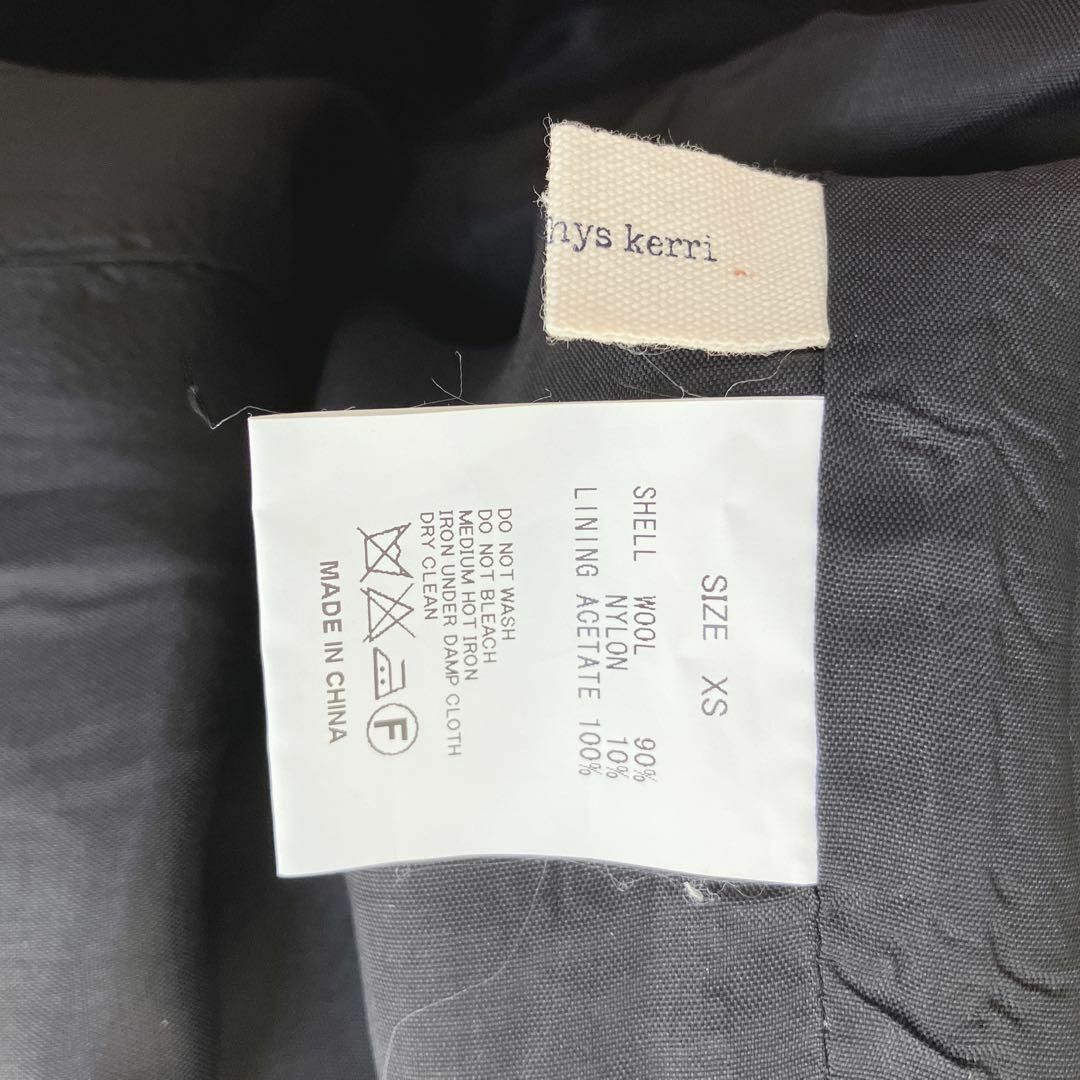 hys kerri
SIZE XS
SHELL WOOL 90%
NYLON 10%
LINING ACETATE 100%
DO NOT WASH
DO NOT BLEACH
MEDIUM HOT IRON
IRON UNDER DAMP CLOTH
DRY CLEAN
F
MADE IN CHINA